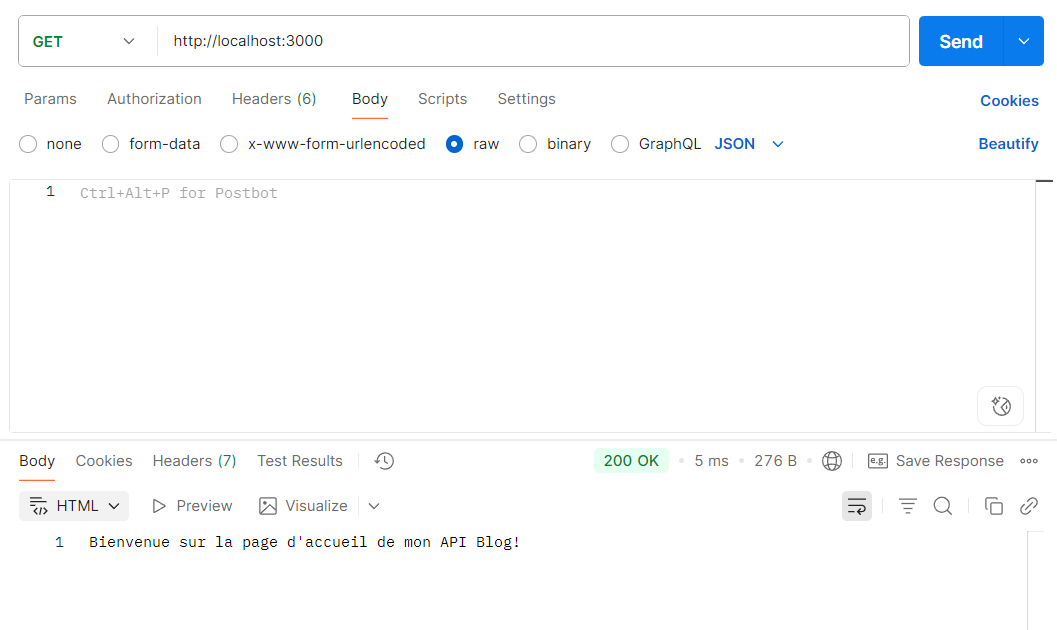 GET http://localhost:3000 Send
Params Authorization Headers (6) Body Scripts Settings Cookies
none form-data x-www-form-urlencoded raw binary GraphQL JSON Beautify
1 Ctrl+Alt+P for Postbot
Body Cookies Headers (7) Test Results 200 OK 5 ms 276 B e.g. Save Response
HTML Preview Visualize
1 Bienvenue sur la page d'accueil de mon API Blog!